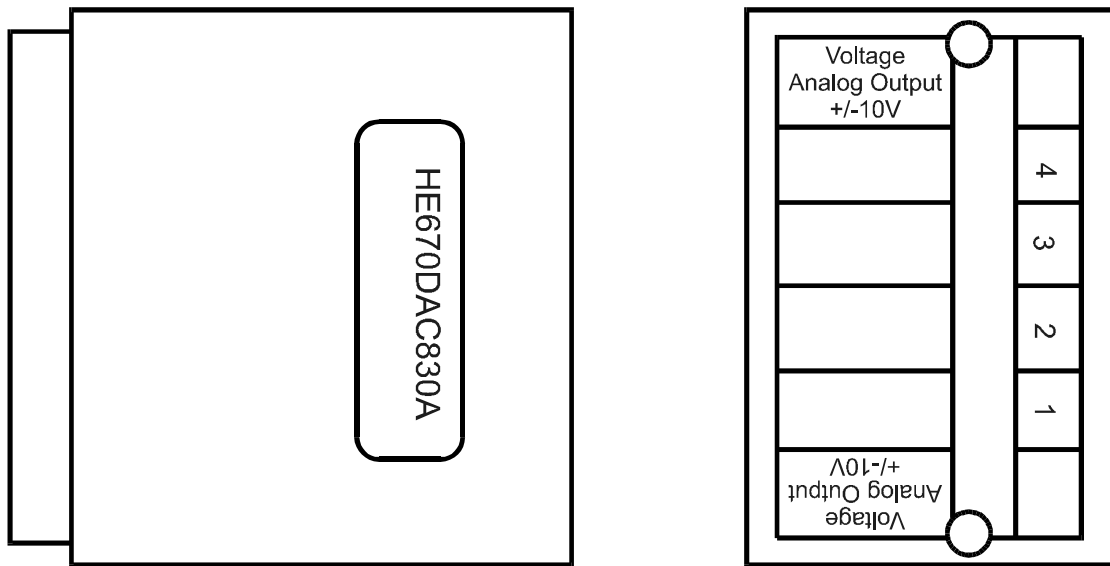 HE670DAC830A
Voltage
Analog Output
+/-10V
4
3
2
1
Voltage
Analog Output
+/-10V